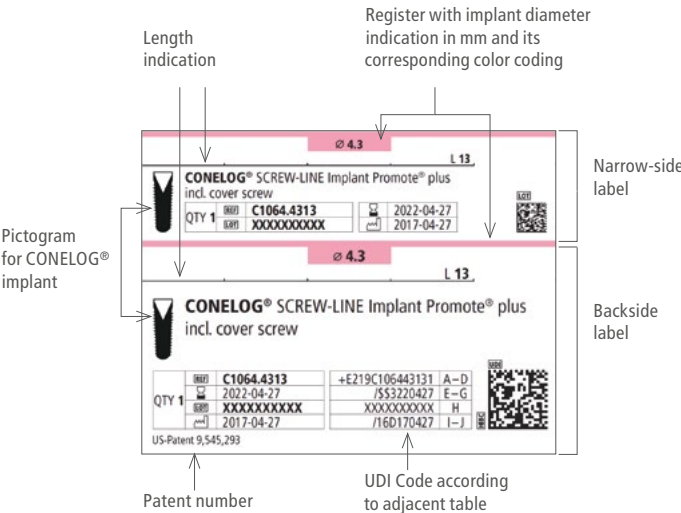 Length
indication
Register with implant diameter
indication in mm and its
corresponding color coding
⌀ 4.3
L 13
CONELOG® SCREW-LINE Implant Promote® plus
incl. cover screw
QTY 1
REF C1064.4313
LOT XXXXXXXXXX
2022-04-27
2017-04-27
LOT
Narrow-side
label
Pictogram
for CONELOG®
implant
⌀ 4.3
L 13
CONELOG® SCREW-LINE Implant Promote® plus
incl. cover screw
Backside
label
QTY 1
REF C1064.4313
2022-04-27
LOT XXXXXXXXXX
2017-04-27
+E219C106443131 A–D
/$$3220427 E–G
XXXXXXXXXX H
/16D170427 I–J
UDI
HIBC
US-Patent 9,545,293
Patent number
UDI Code according
to adjacent table